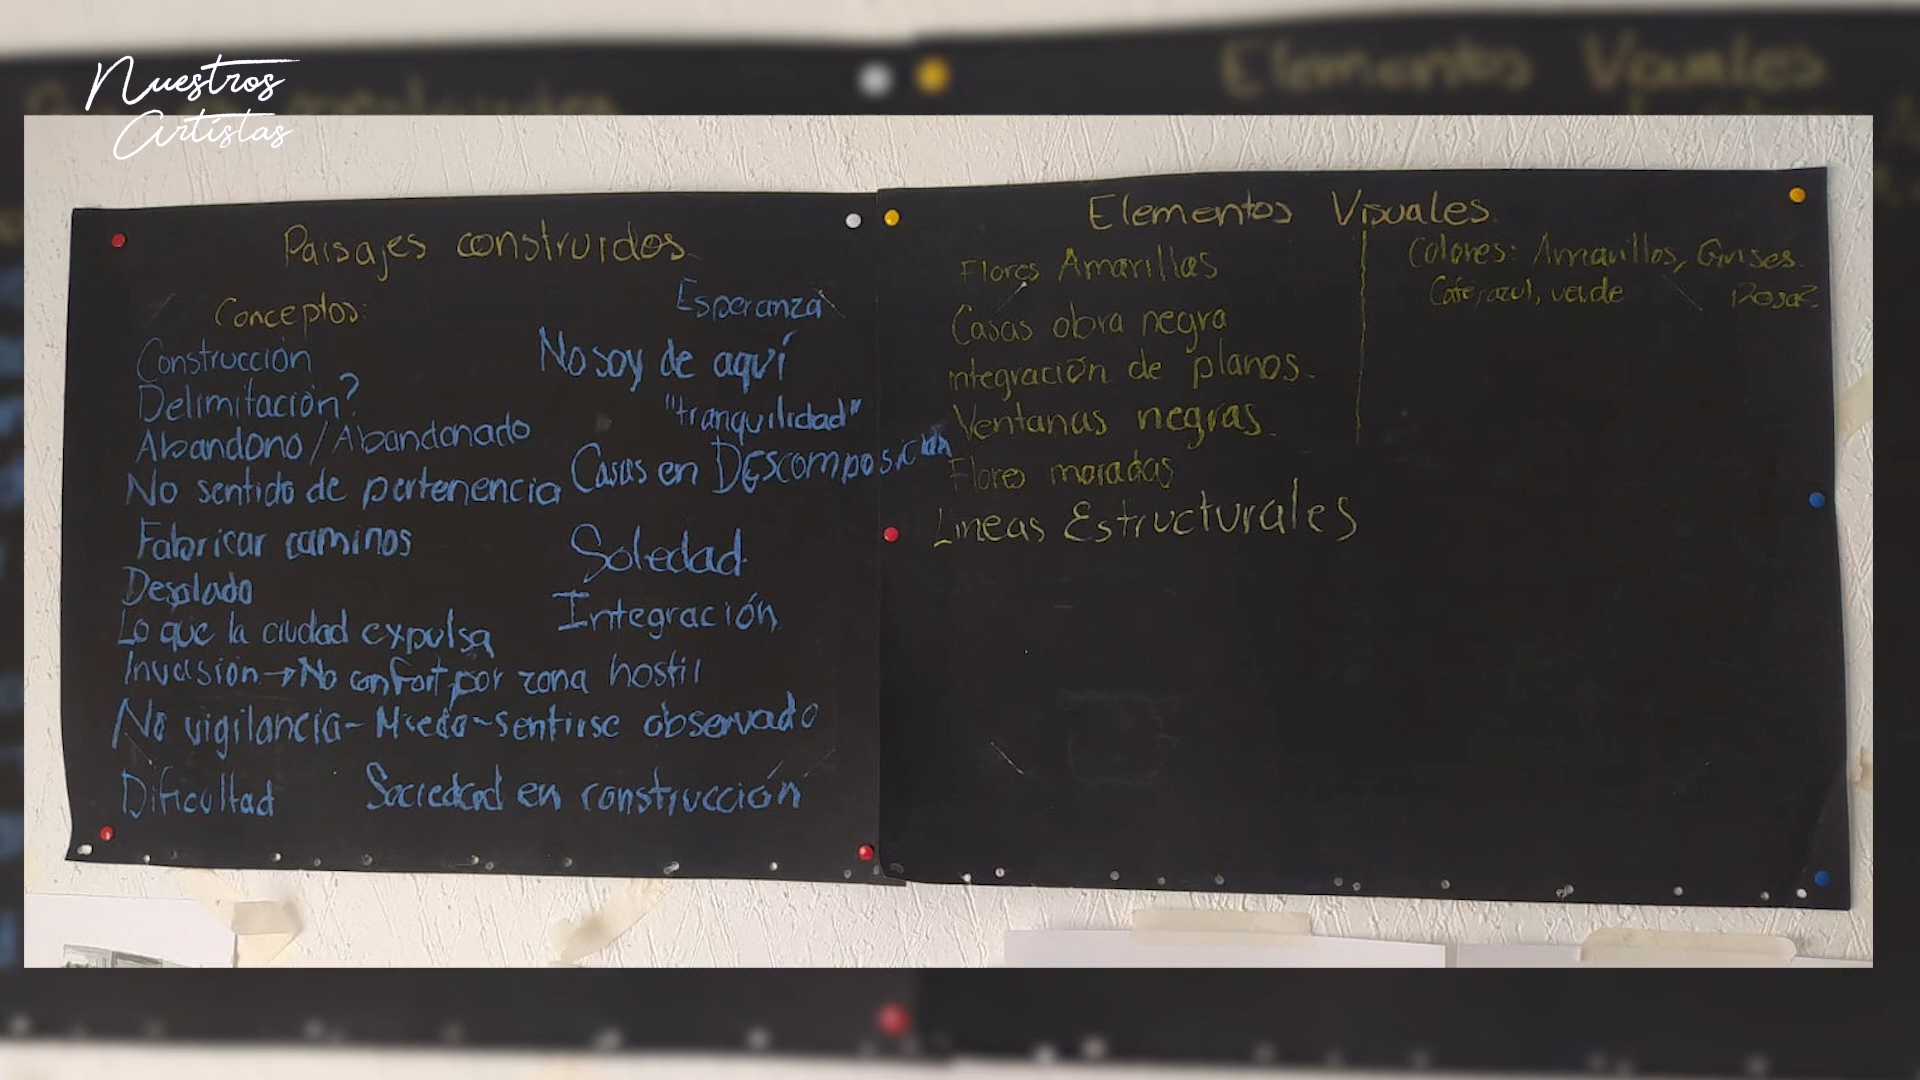 Nuestros
Artistas
Paisajes construidos
Conceptos:
Construcción
Delimitación?
Abandono / Abandonado
No sentido de pertenencia
Fabricar caminos
Desolado
Lo que la ciudad expulsa
Invasión → No confort por zona hostil
No vigilancia - Miedo - sentirse observado
Dificultad
Sociedad en construcción
Esperanza
No soy de aquí
"tranquilidad"
Casas en Descomposición
Soledad
Integración
Elementos Visuales
Flores Amarillas
Casas obra negra
Integración de planos.
Ventanas negras.
Flores moradas
Lineas Estructurales
Colores: Amarillos, Grises.
Café, azul, verde Rosa?